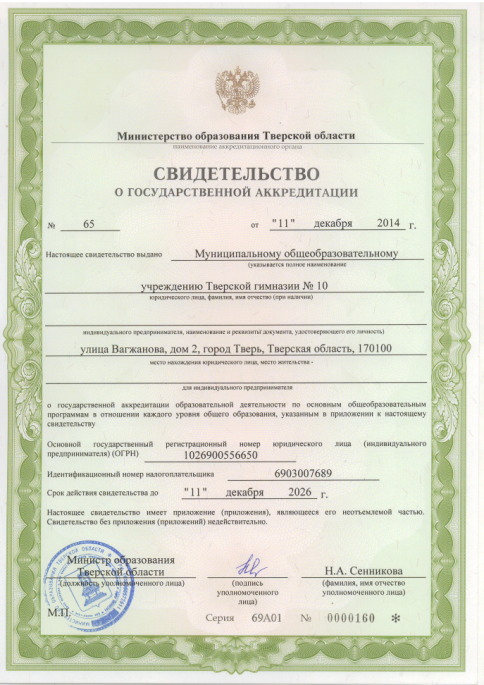 Министерство образования Тверской области
наименование аккредитационного органа
СВИДЕТЕЛЬСТВО
О ГОСУДАРСТВЕННОЙ АККРЕДИТАЦИИ
№ 65 от "11" декабря 2014 г.
Настоящее свидетельство выдано Муниципальному общеобразовательному
(указывается полное наименование
учреждению Тверской гимназии № 10
юридического лица, фамилия, имя отчество (при наличии)
индивидуального предпринимателя, наименование и реквизиты документа, удостоверяющего его личность)
улица Вагжанова, дом 2, город Тверь, Тверская область, 170100
место нахождения юридического лица, место жительства -
для индивидуального предпринимателя
о государственной аккредитации образовательной деятельности по основным общеобразовательным
программам в отношении каждого уровня общего образования, указанным в приложении к настоящему
свидетельству
Основной государственный регистрационный номер юридического лица (индивидуального
предпринимателя) (ОГРН) 1026900556650
Идентификационный номер налогоплательщика 6903007689
Срок действия свидетельства до "11" декабря 2026 г.
Настоящее свидетельство имеет приложение (приложения), являющееся его неотъемлемой частью.
Свидетельство без приложения (приложений) недействительно.
Министр образования
Тверской области Н.А. Сенникова
(должность уполномоченного лица) (подпись (фамилия, имя, отчество
уполномоченного уполномоченного лица)
лица)
М.П.
Серия 69А01 № 0000160 *